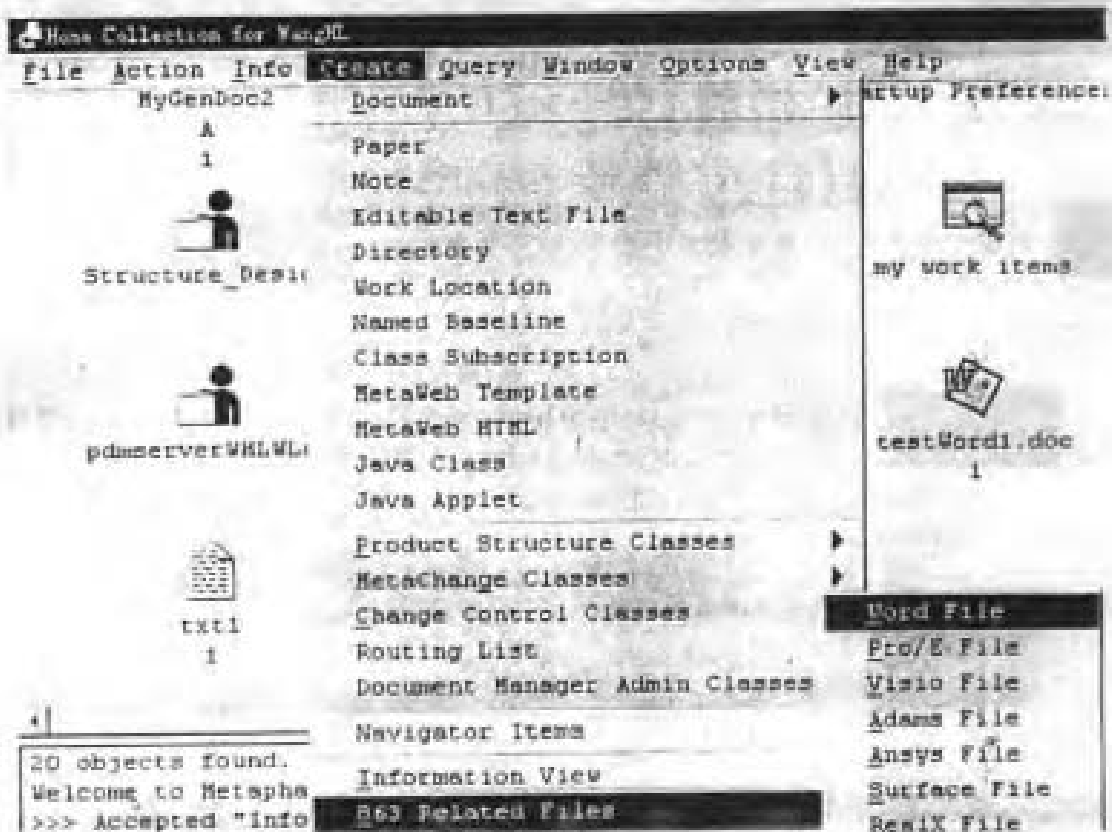 Home Collection for WangHL
File Action Info Create Query Window Options View Help
MyGenDoc2
A
1
Structure_Desi
pdmserverWHLWL
txt1
1
20 objects found.
Welcome to Metapha
>>> Accepted "Info
Document
Paper
Note
Editable Text File
Directory
Work Location
Named Baseline
Class Subscription
MetaWeb Template
MetaWeb HTML
Java Class
Java Applet
Product Structure Classes
MetaChange Classes
Change Control Classes
Routing List
Document Manager Admin Classes
Navigator Items
Information View
R63 Related Files
artup Preference
my work items
testWord1.doc
1
Word File
Pro/E File
Visio File
Adams File
Ansys File
Surface File